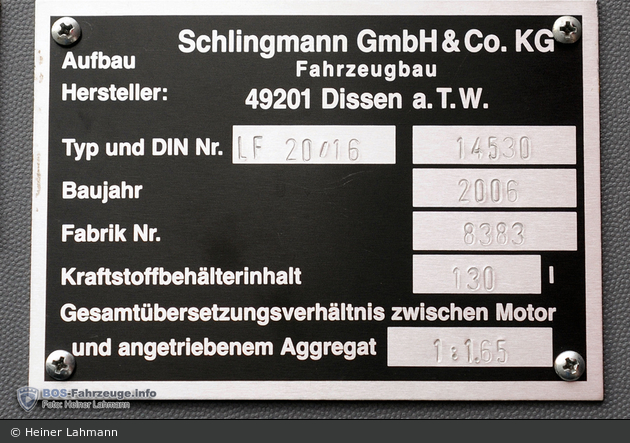 Schlingmann GmbH & Co. KG
Aufbau
Fahrzeugbau
Hersteller:
49201 Dissen a.T.W.
Typ und DIN Nr. LF 20/16 14530
Baujahr 2006
Fabrik Nr. 8383
Kraftstoffbehälterinhalt 130 l
Gesamtübersetzungsverhältnis zwischen Motor
und angetriebenem Aggregat 1:1.65
BOS-Fahrzeuge.info
Foto: Heiner Lahmann
© Heiner Lahmann